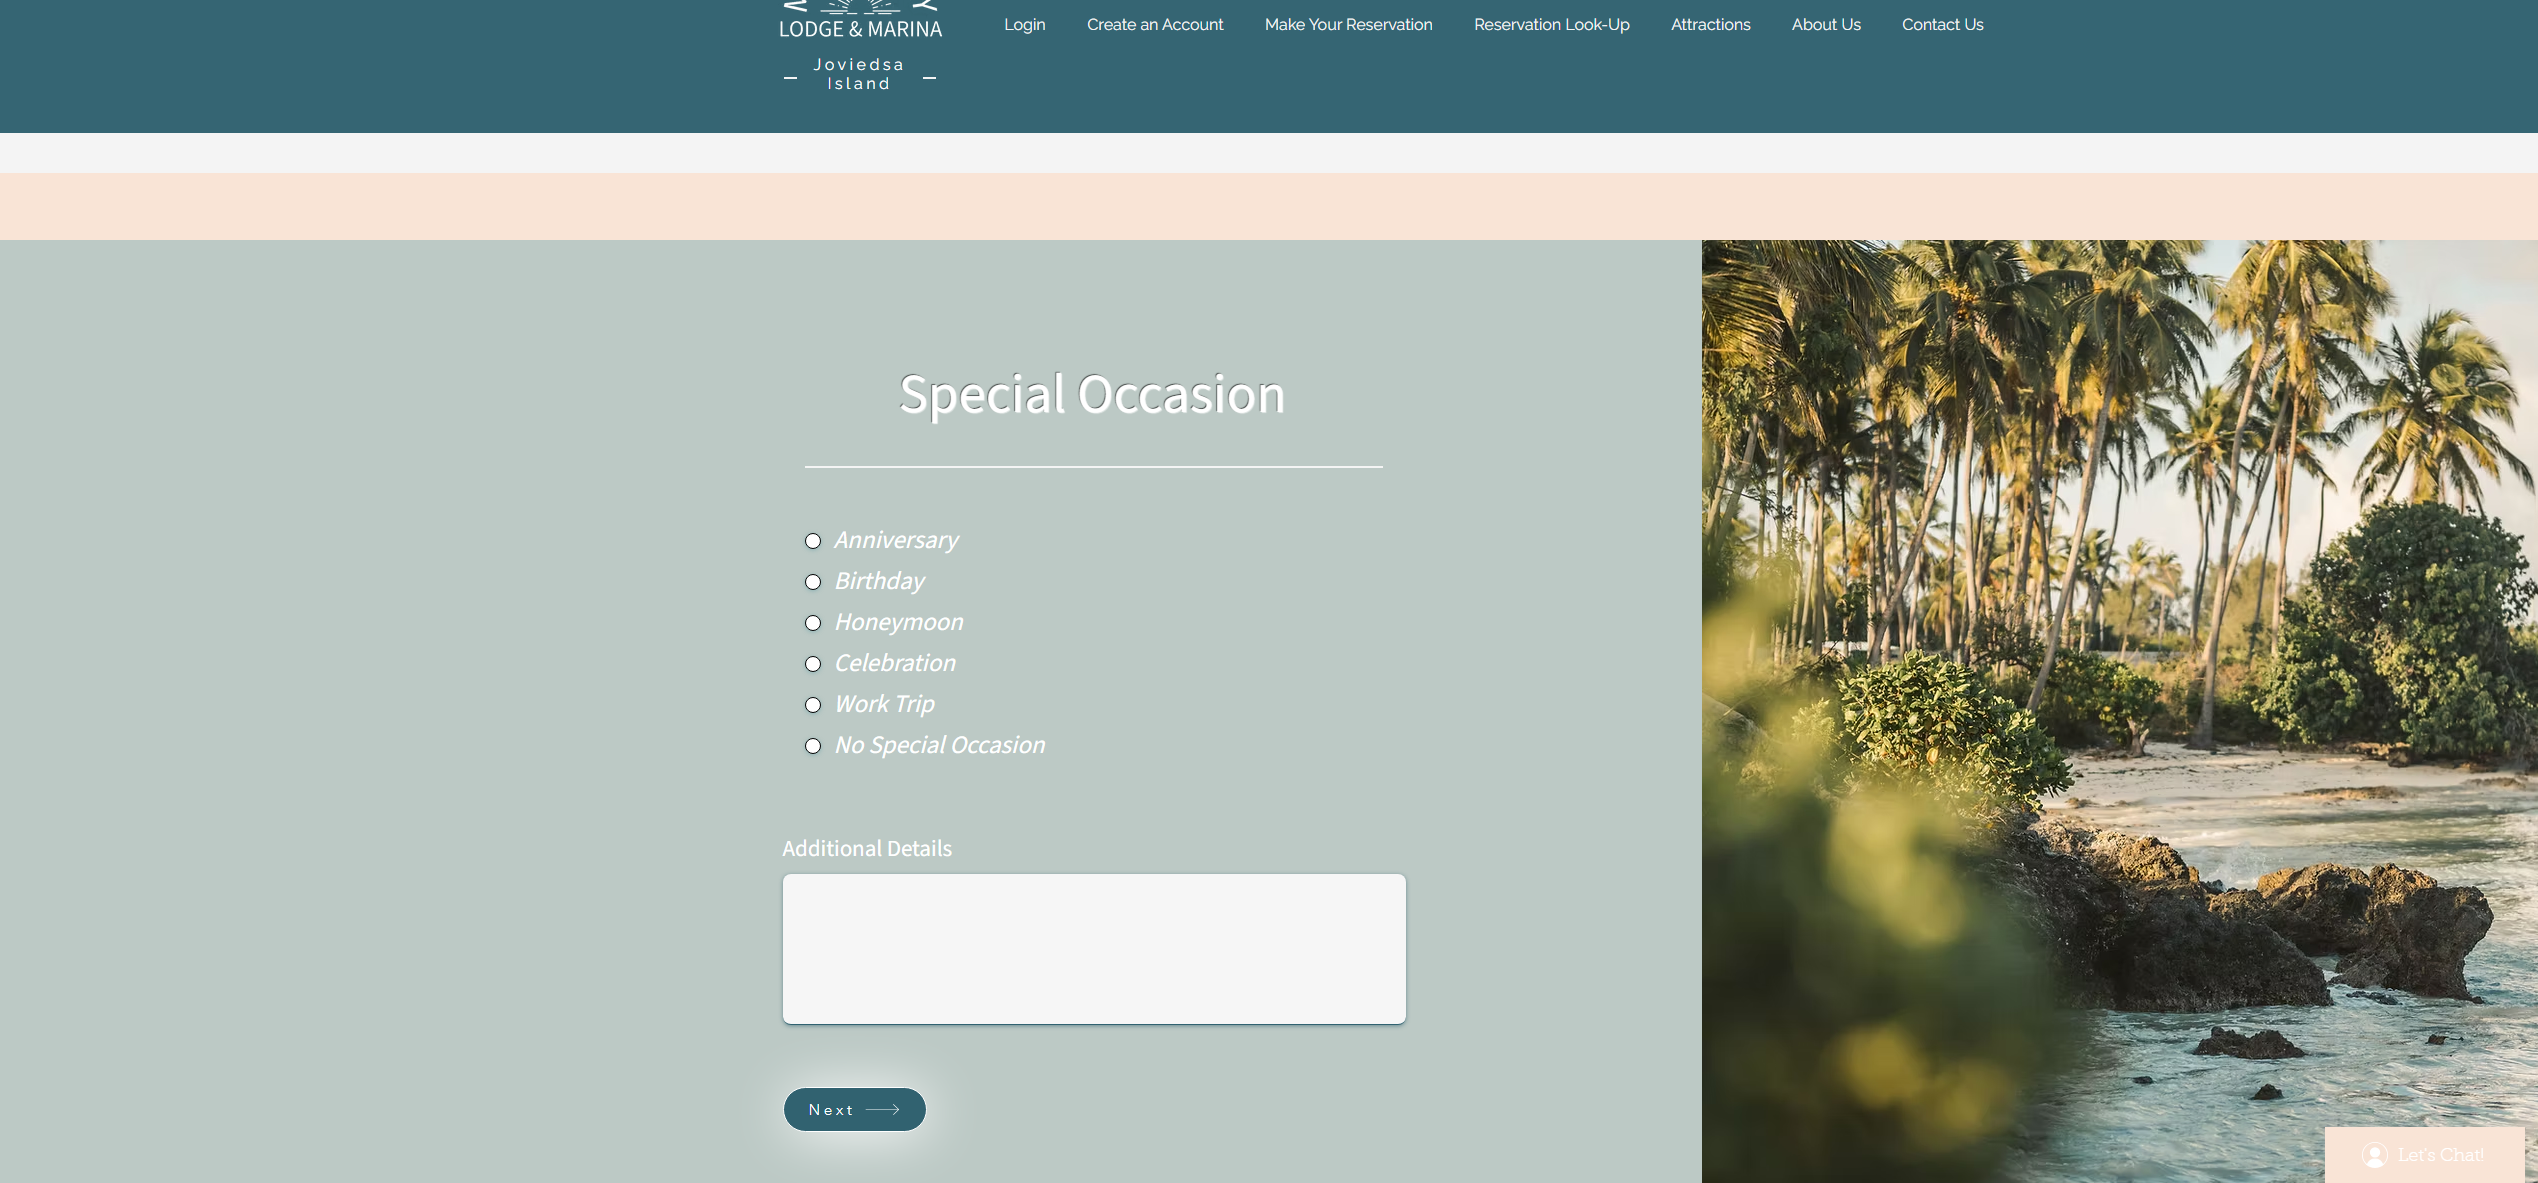 LODGE & MARINA
Joviedsa
Island
Login
Create an Account
Make Your Reservation
Reservation Look-Up
Attractions
About Us
Contact Us
Special Occasion
Anniversary
Birthday
Honeymoon
Celebration
Work Trip
No Special Occasion
Additional Details
Next
Let's Chat!